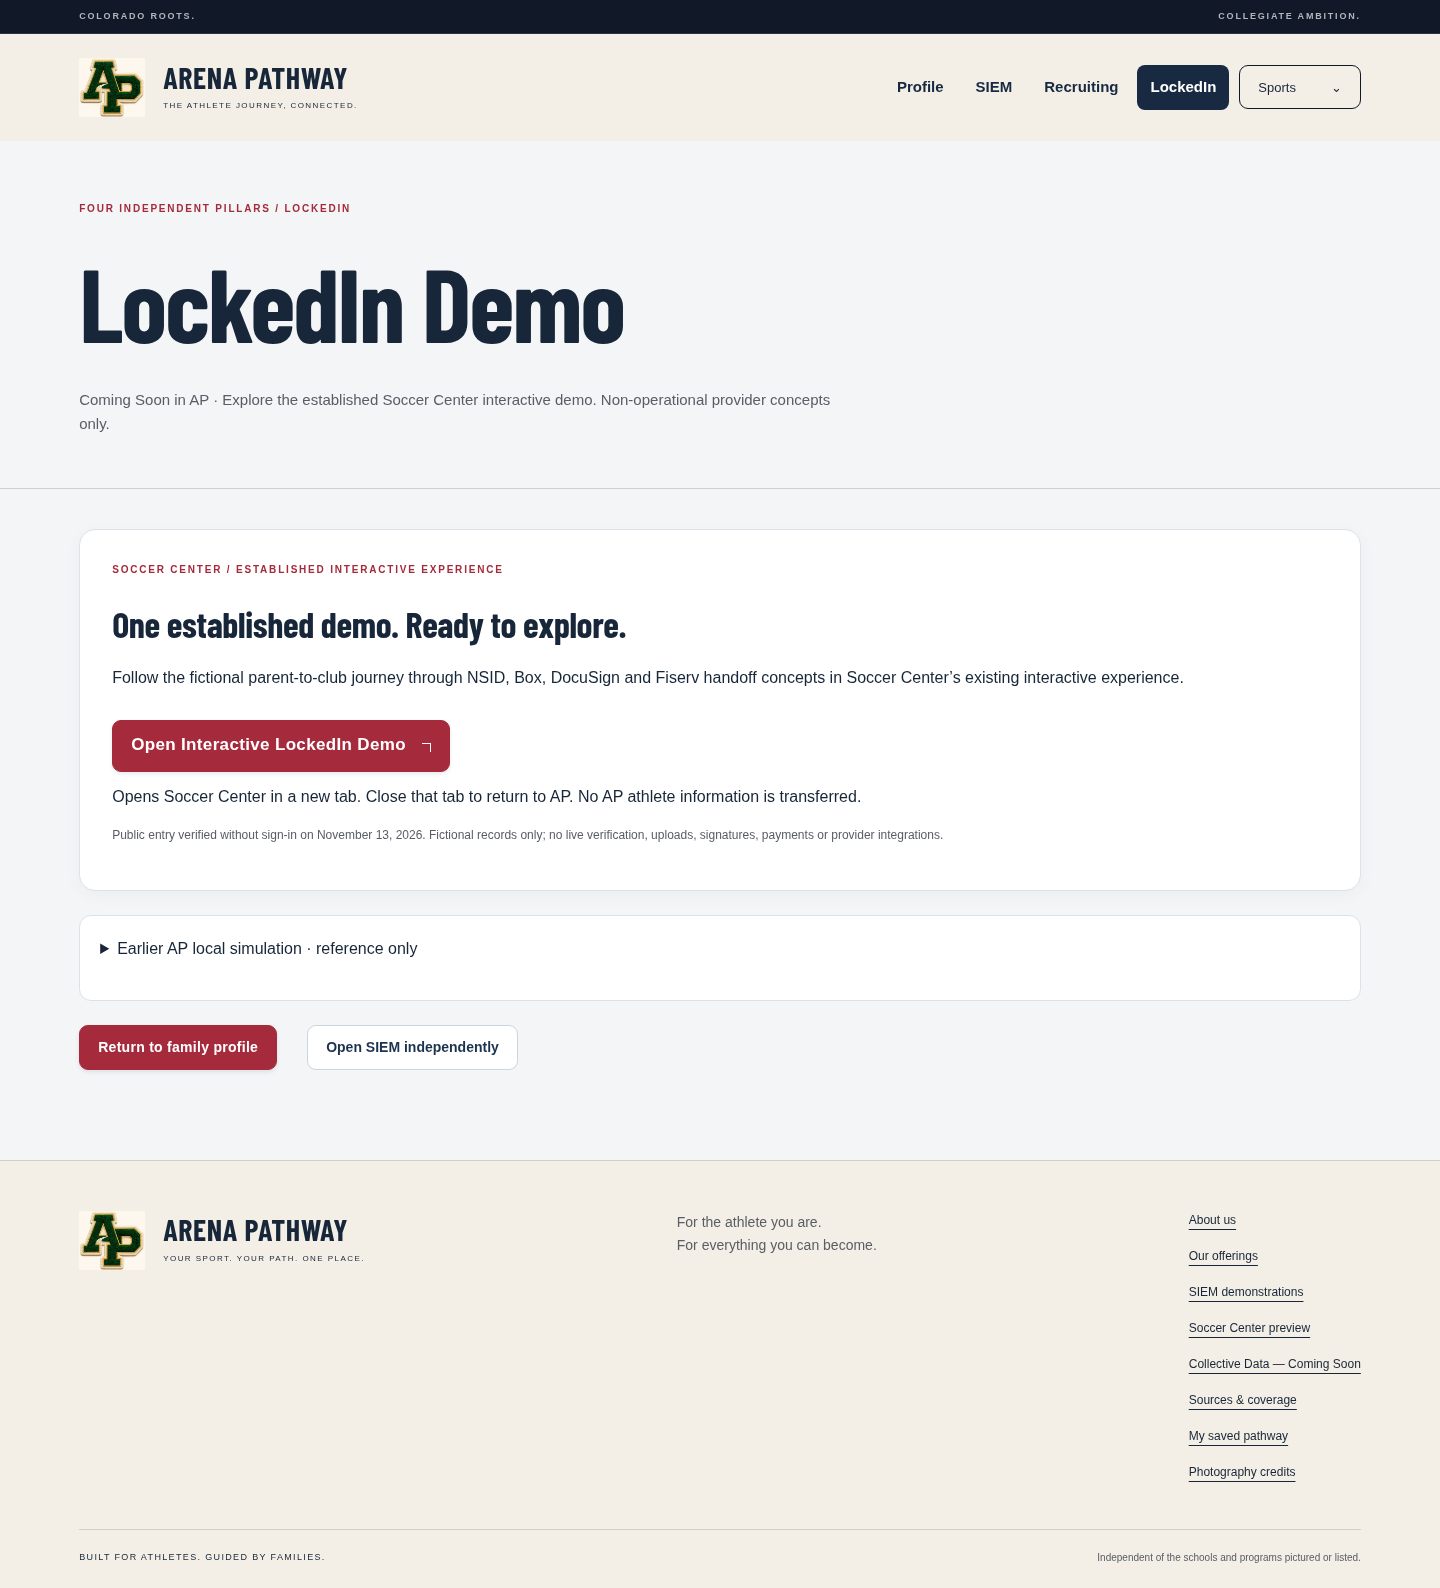 COLORADO ROOTS.
COLLEGIATE AMBITION.
AP
ARENA PATHWAY
THE ATHLETE JOURNEY, CONNECTED.
Profile
SIEM
Recruiting
LockedIn
Sports
FOUR INDEPENDENT PILLARS / LOCKEDIN
LockedIn Demo
Coming Soon in AP · Explore the established Soccer Center interactive demo. Non-operational provider concepts
only.
SOCCER CENTER / ESTABLISHED INTERACTIVE EXPERIENCE
One established demo. Ready to explore.
Follow the fictional parent-to-club journey through NSID, Box, DocuSign and Fiserv handoff concepts in Soccer Center’s existing interactive experience.
Open Interactive LockedIn Demo
Opens Soccer Center in a new tab. Close that tab to return to AP. No AP athlete information is transferred.
Public entry verified without sign-in on November 13, 2026. Fictional records only; no live verification, uploads, signatures, payments or provider integrations.
Earlier AP local simulation · reference only
Return to family profile
Open SIEM independently
AP
ARENA PATHWAY
YOUR SPORT. YOUR PATH. ONE PLACE.
For the athlete you are.
For everything you can become.
About us
Our offerings
SIEM demonstrations
Soccer Center preview
Collective Data — Coming Soon
Sources & coverage
My saved pathway
Photography credits
BUILT FOR ATHLETES. GUIDED BY FAMILIES.
Independent of the schools and programs pictured or listed.